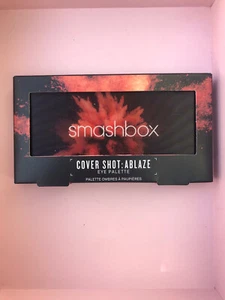 smashbox
COVER SHOT: ABLAZE
EYE PALETTE
PALETTE OMBRES À PAUPIÈRES